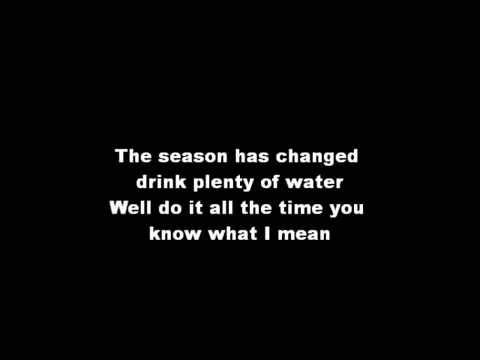 The season has changed
drink plenty of water
Well do it all the time you
know what I mean